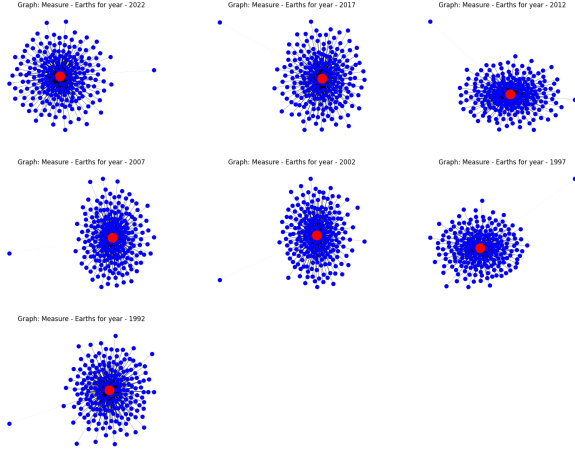 Graph: Measure - Earths for year - 2022
Graph: Measure - Earths for year - 2017
Graph: Measure - Earths for year - 2012
Graph: Measure - Earths for year - 2007
Graph: Measure - Earths for year - 2002
Graph: Measure - Earths for year - 1997
Graph: Measure - Earths for year - 1992